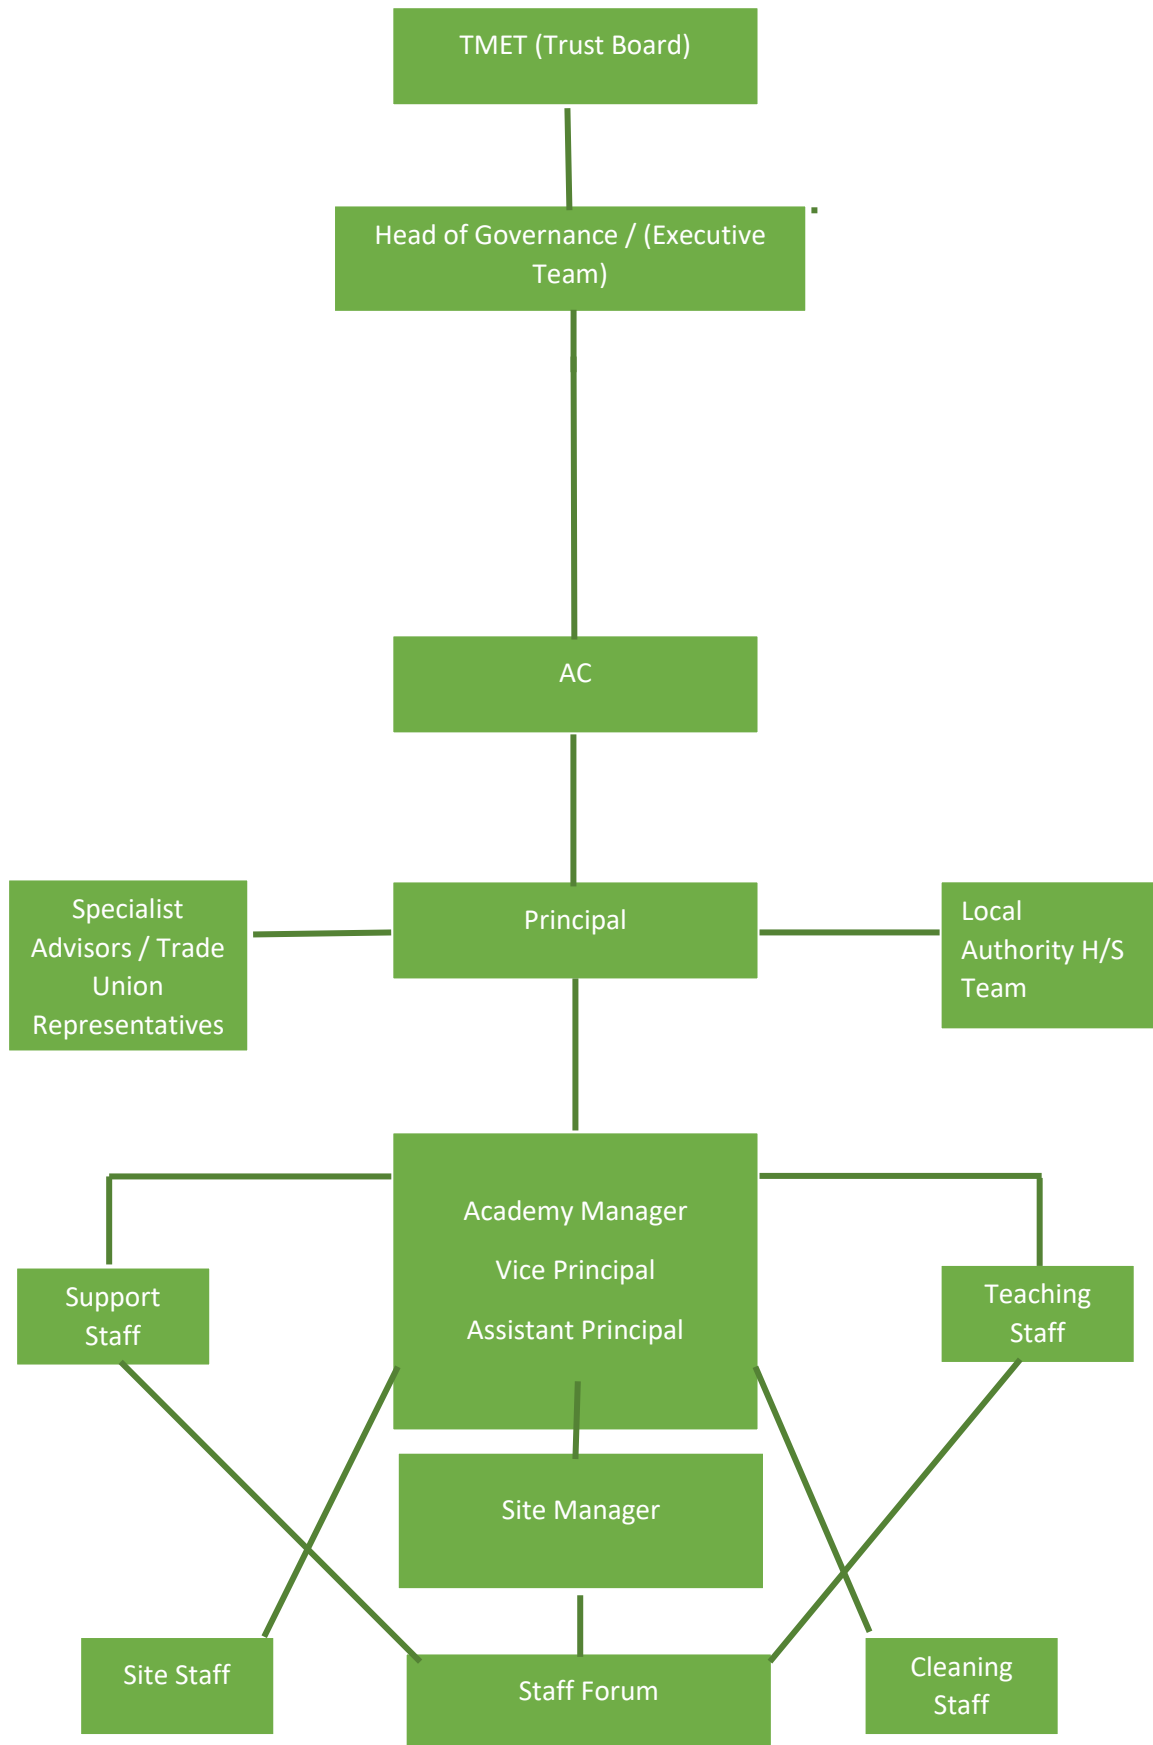 TMET (Trust Board)
Head of Governance / (Executive
Team)
AC
Specialist
Advisors / Trade
Union
Representatives
Principal
Local
Authority H/S
Team
Academy Manager
Vice Principal
Assistant Principal
Support
Staff
Teaching
Staff
Site Manager
Site Staff
Staff Forum
Cleaning
Staff